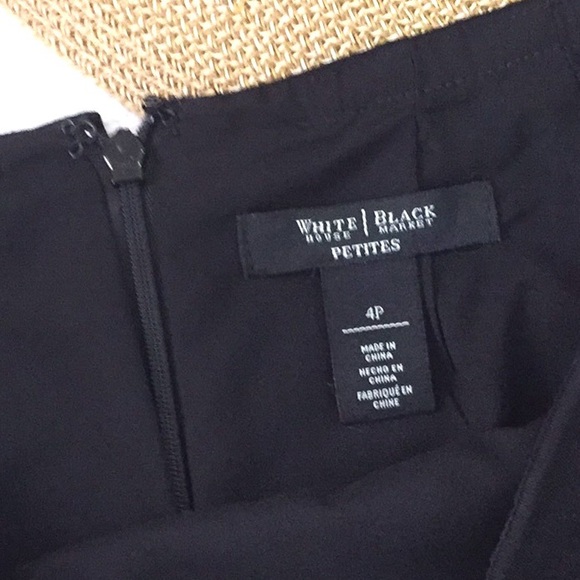 WHITE | BLACK
HOUSE | MARKET
PETITES
4P
MADE IN
CHINA
HECHO EN
CHINA
FABRIQUÉ EN
CHINE